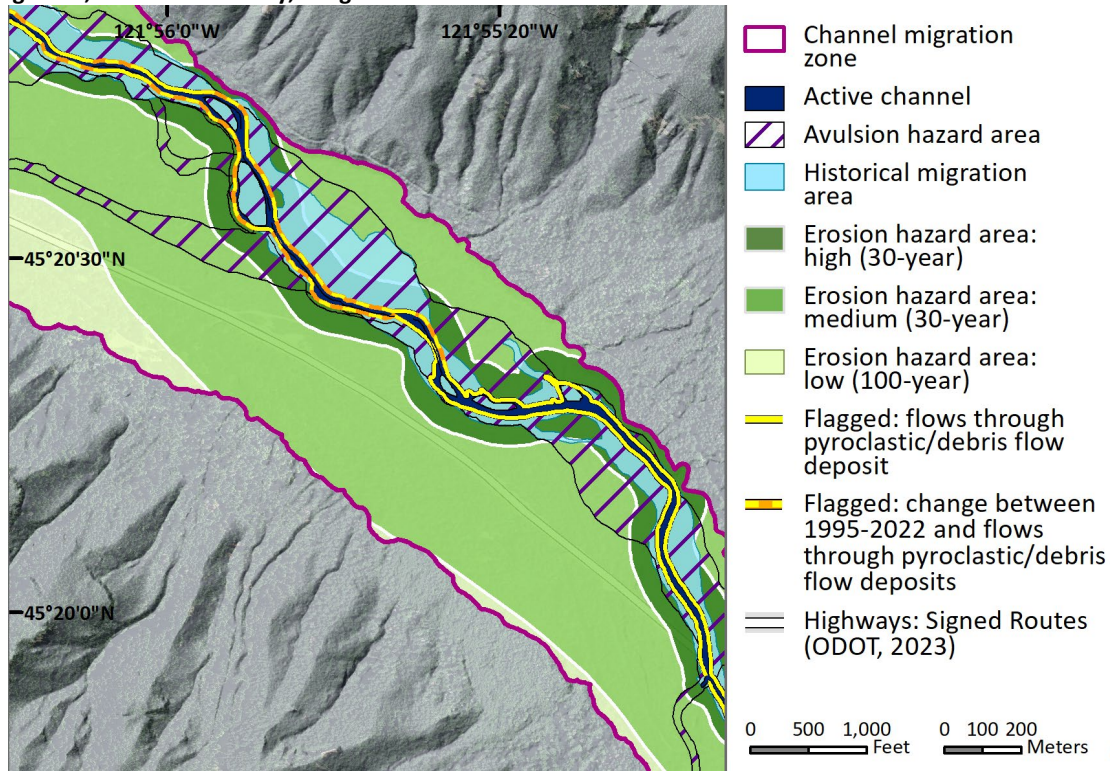 121°56'0"W
121°55'20"W
45°20'30"N
45°20'0"N
Channel migration
zone
Active channel
Avulsion hazard area
Historical migration
area
Erosion hazard area:
high (30-year)
Erosion hazard area:
medium (30-year)
Erosion hazard area:
low (100-year)
Flagged: flows through
pyroclastic/debris flow
deposit
Flagged: change between
1995-2022 and flows
through pyroclastic/debris
flow deposits
Highways: Signed Routes
(ODOT, 2023)
0 500 1,000
Feet
0 100 200
Meters